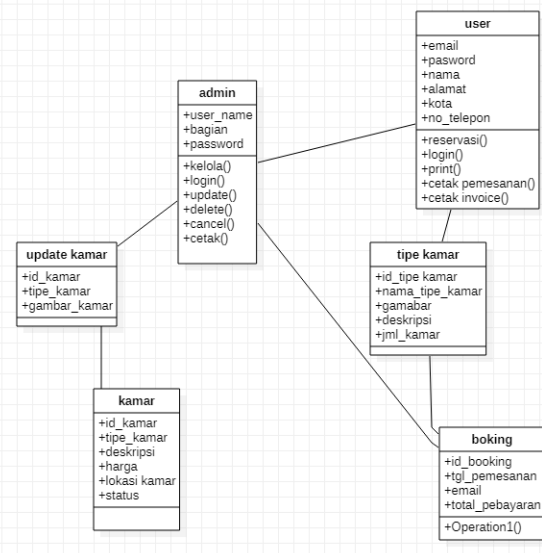 user
+email
+pasword
+nama
+alamat
+kota
+no_telepon
+reservasi()
+login()
+print()
+cetak pemesanan()
+cetak invoice()
admin
+user_name
+bagian
+password
+kelola()
+login()
+update()
+delete()
+cancel()
+cetak()
update kamar
+id_kamar
+tipe_kamar
+gambar_kamar
tipe kamar
+id_tipe kamar
+nama_tipe_kamar
+gamabar
+deskripsi
+jml_kamar
kamar
+id_kamar
+tipe_kamar
+deskripsi
+harga
+lokasi kamar
+status
boking
+id_booking
+tgl_pemesanan
+email
+total_pebayaran
+Operation1()